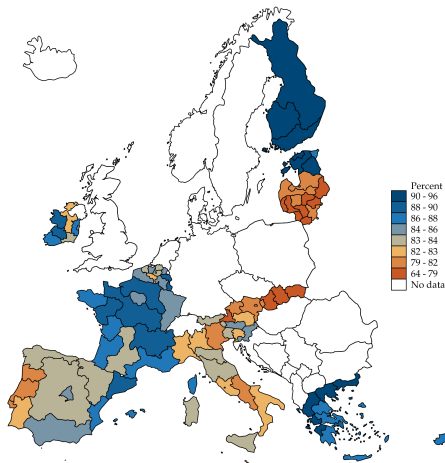 Percent
90 - 96
88 - 90
86 - 88
84 - 86
83 - 84
82 - 83
79 - 82
64 - 79
No data